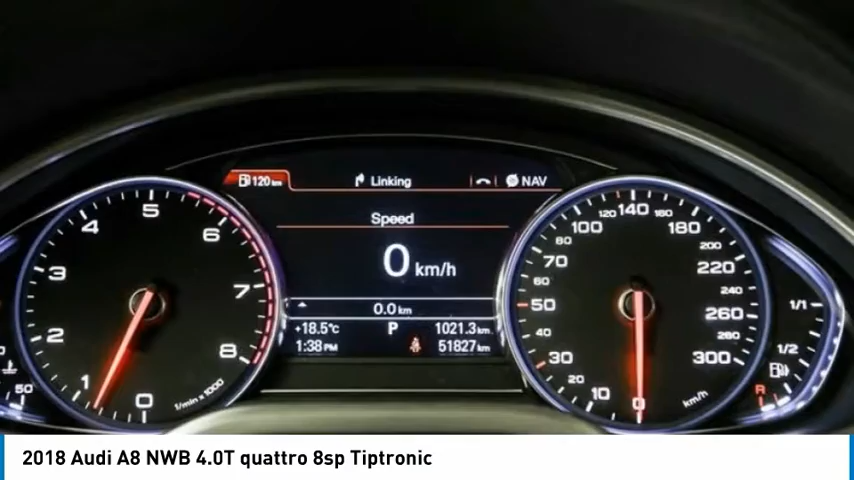 120 km
Linking
NAV
Speed
0 km/h
0.0 km
+18.5°C
P
1021.3 km
1:38 PM
51827 km
0
1
2
3
4
5
6
7
8
1/min x 1000
50
0
10
20
30
40
50
60
70
80
100
120
140
160
180
200
220
240
260
280
300
km/h
1/1
1/2
R
2018 Audi A8 NWB 4.0T quattro 8sp Tiptronic